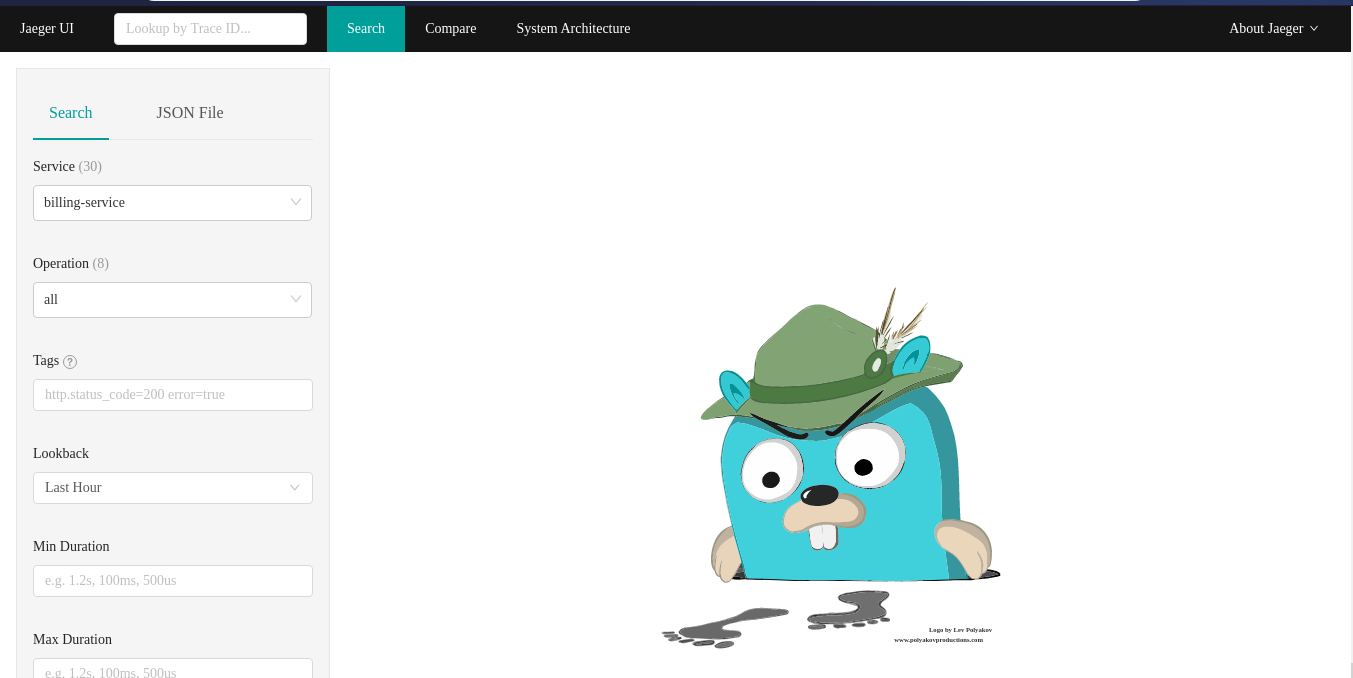 Jaeger UI
Lookup by Trace ID...
Search
Compare
System Architecture
About Jaeger
Search
JSON File
Service (30)
billing-service
Operation (8)
all
Tags ?
http.status_code=200 error=true
Lookback
Last Hour
Min Duration
e.g. 1.2s, 100ms, 500us
Max Duration
e.g. 1.2s, 100ms, 500us
Logo by Lev Polyakov
www.polyakovproductions.com